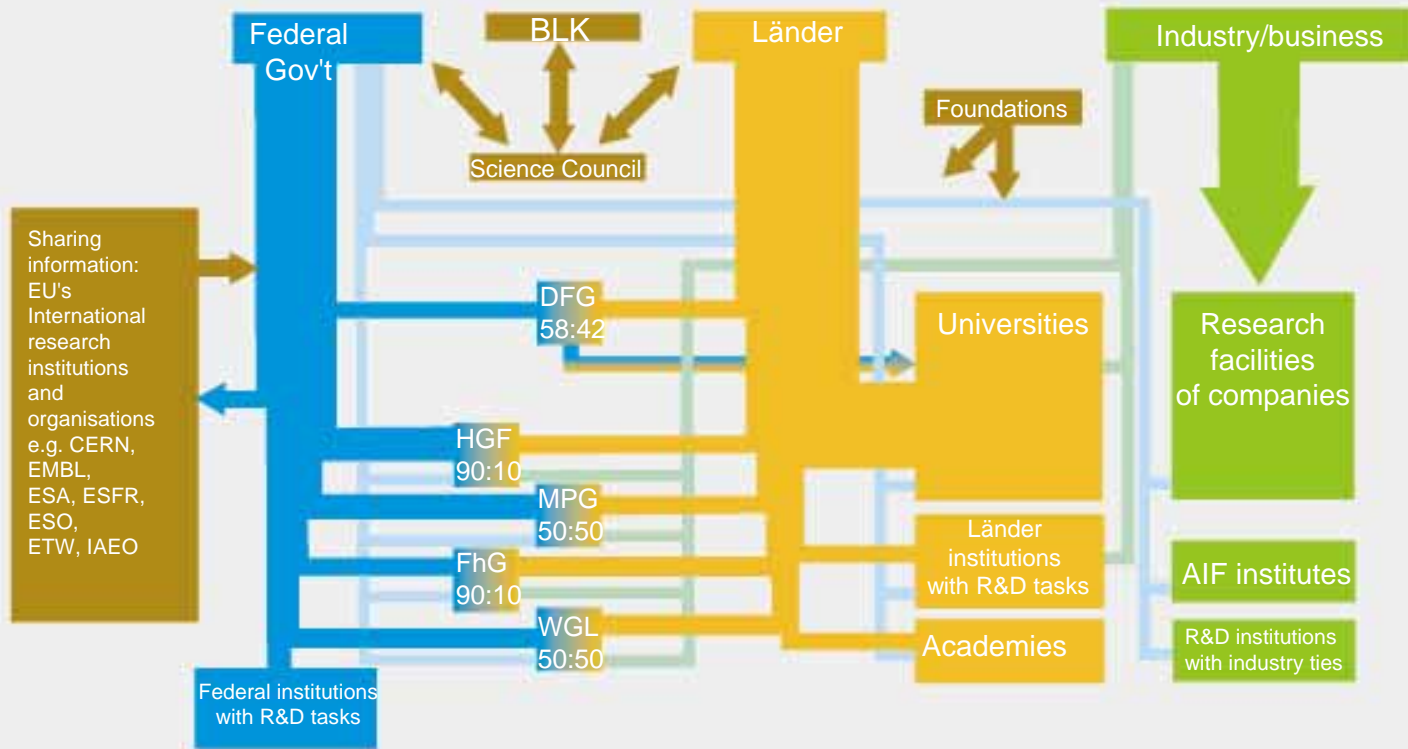 Federal
Gov't
BLK
Länder
Industry/business
Foundations
Science Council
Sharing
information:
EU's
International
research
institutions
and
organisations
e.g. CERN,
EMBL,
ESA, ESFR,
ESO,
ETW, IAEO
DFG
58:42
Universities
Research
facilities
of companies
HGF
90:10
MPG
50:50
Länder
institutions
with R&D tasks
FhG
90:10
AIF institutes
WGL
50:50
Academies
R&D institutions
with industry ties
Federal institutions
with R&D tasks